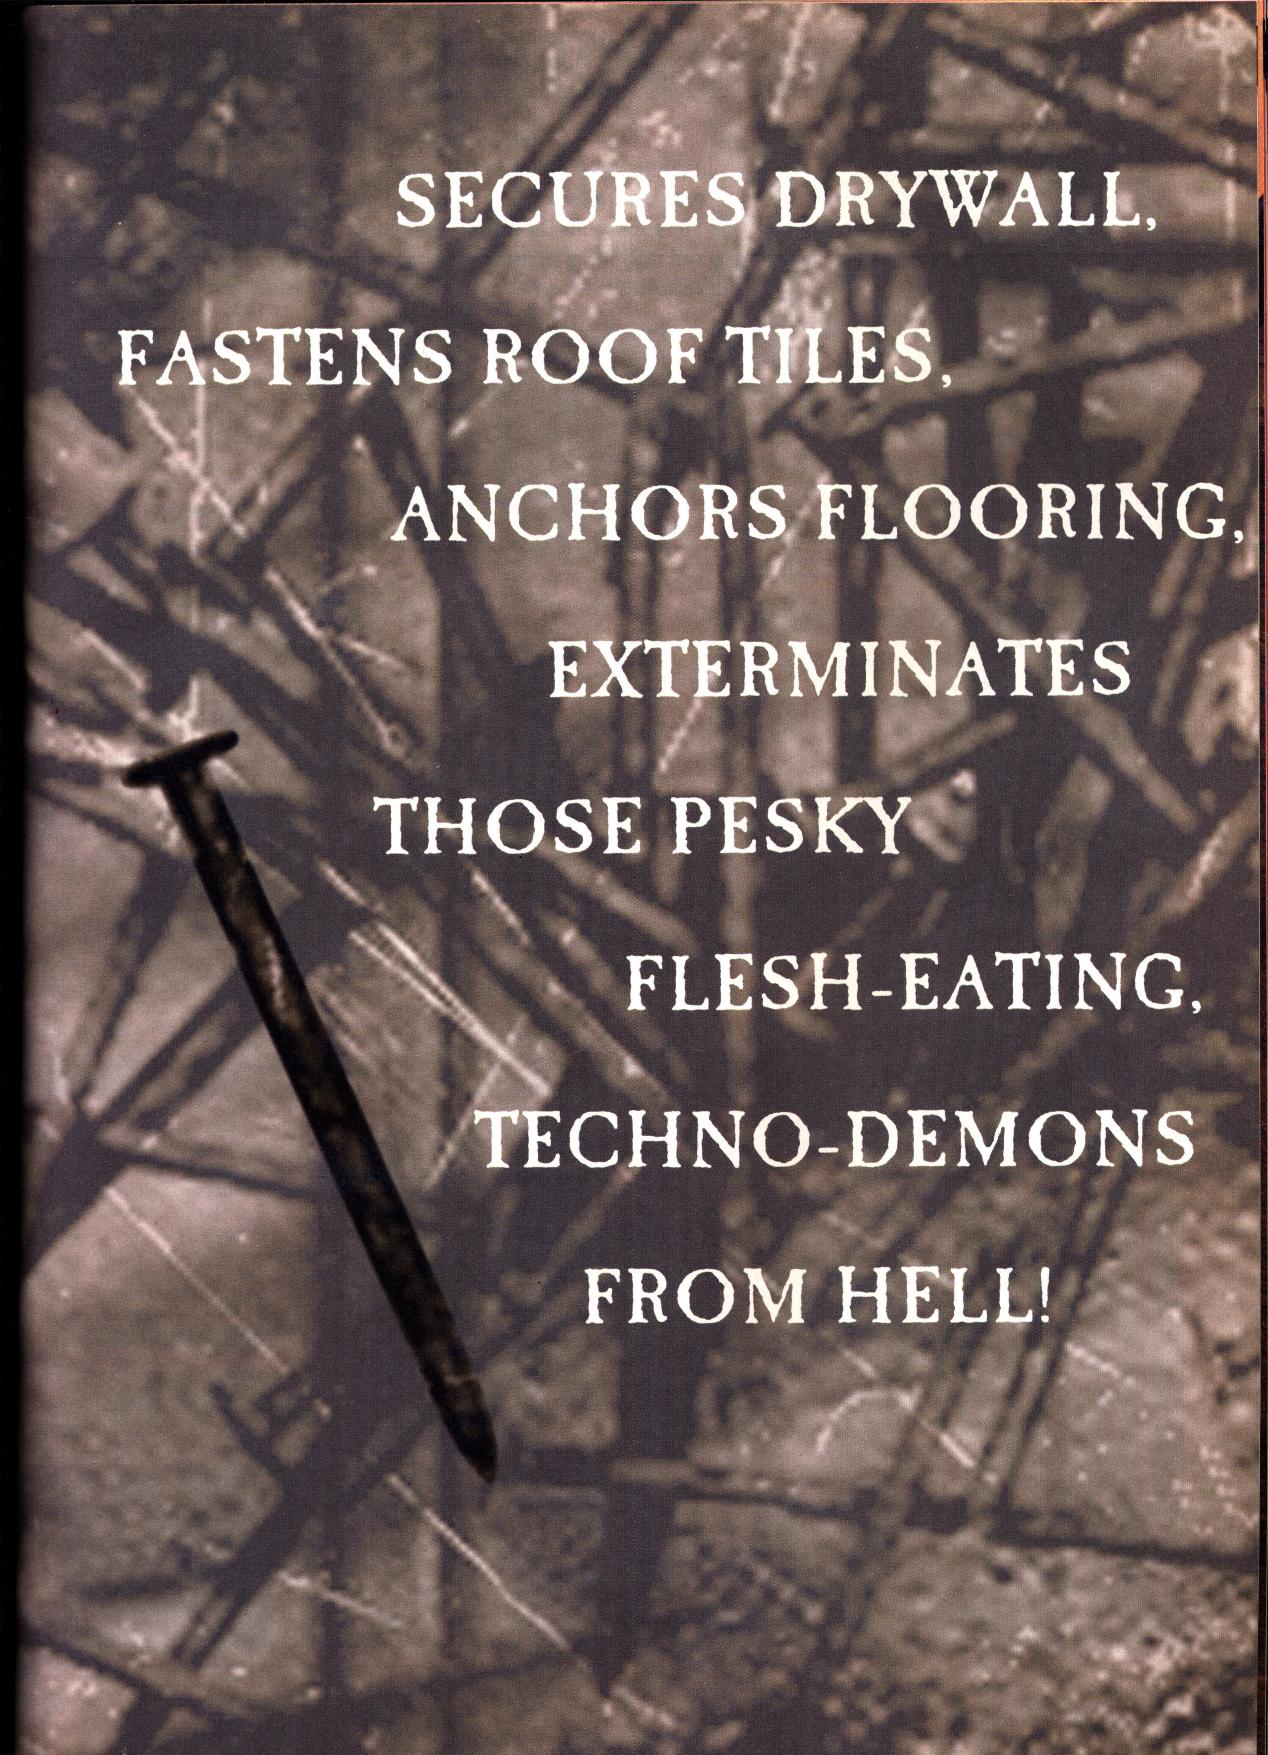 SECURES DRYWALL,
FASTENS ROOF TILES,
ANCHORS FLOORING,
EXTERMINATES
THOSE PESKY
FLESH-EATING,
TECHNO-DEMONS
FROM HELL!